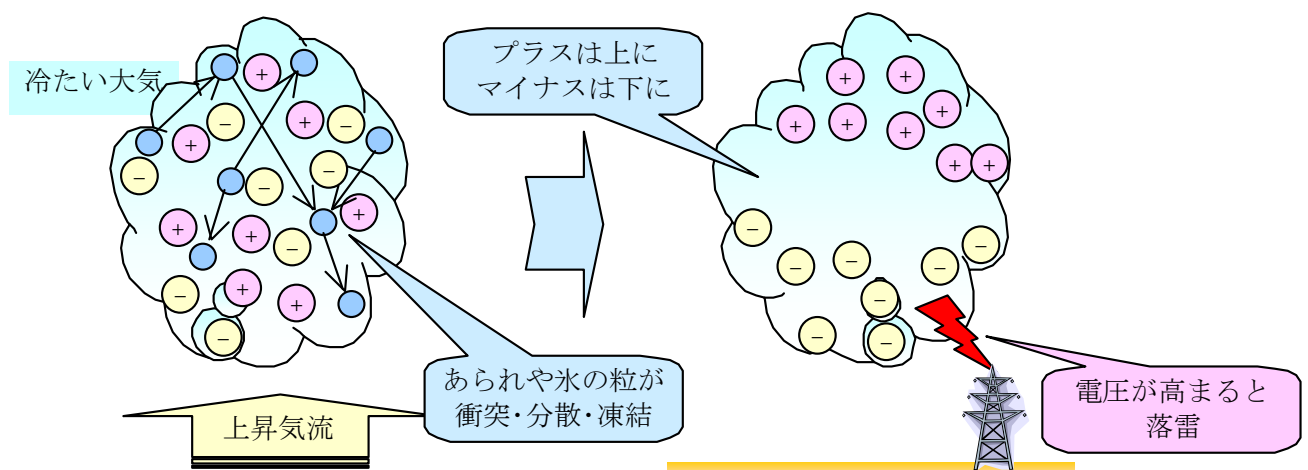 冷たい大気
プラスは上に
マイナスは下に
あられや氷の粒が
衝突・分散・凍結
上昇気流
電圧が高まると
落雷